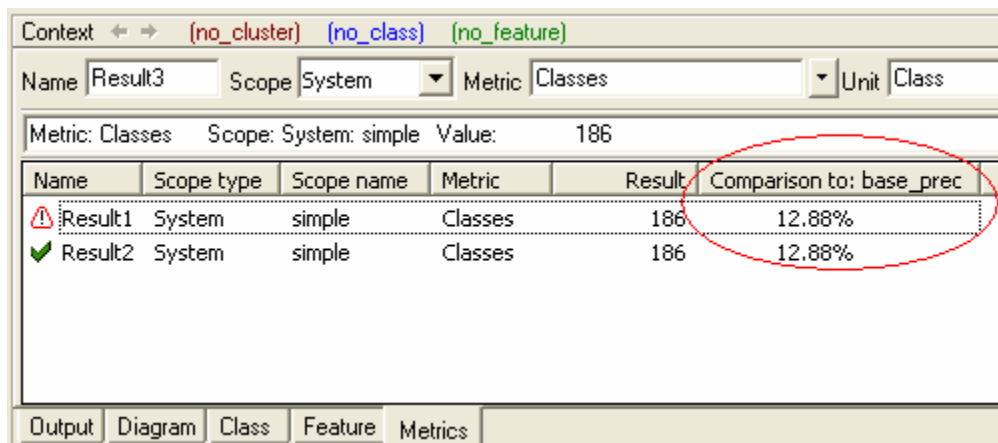 Context (no_cluster) (no_class) (no_feature)
Name Result3 Scope System Metric Classes Unit Class
Metric: Classes Scope: System: simple Value: 186
Name Scope type Scope name Metric Result Comparison to: base_prec
Result1 System simple Classes 186 12.88%
Result2 System simple Classes 186 12.88%
Output Diagram Class Feature Metrics